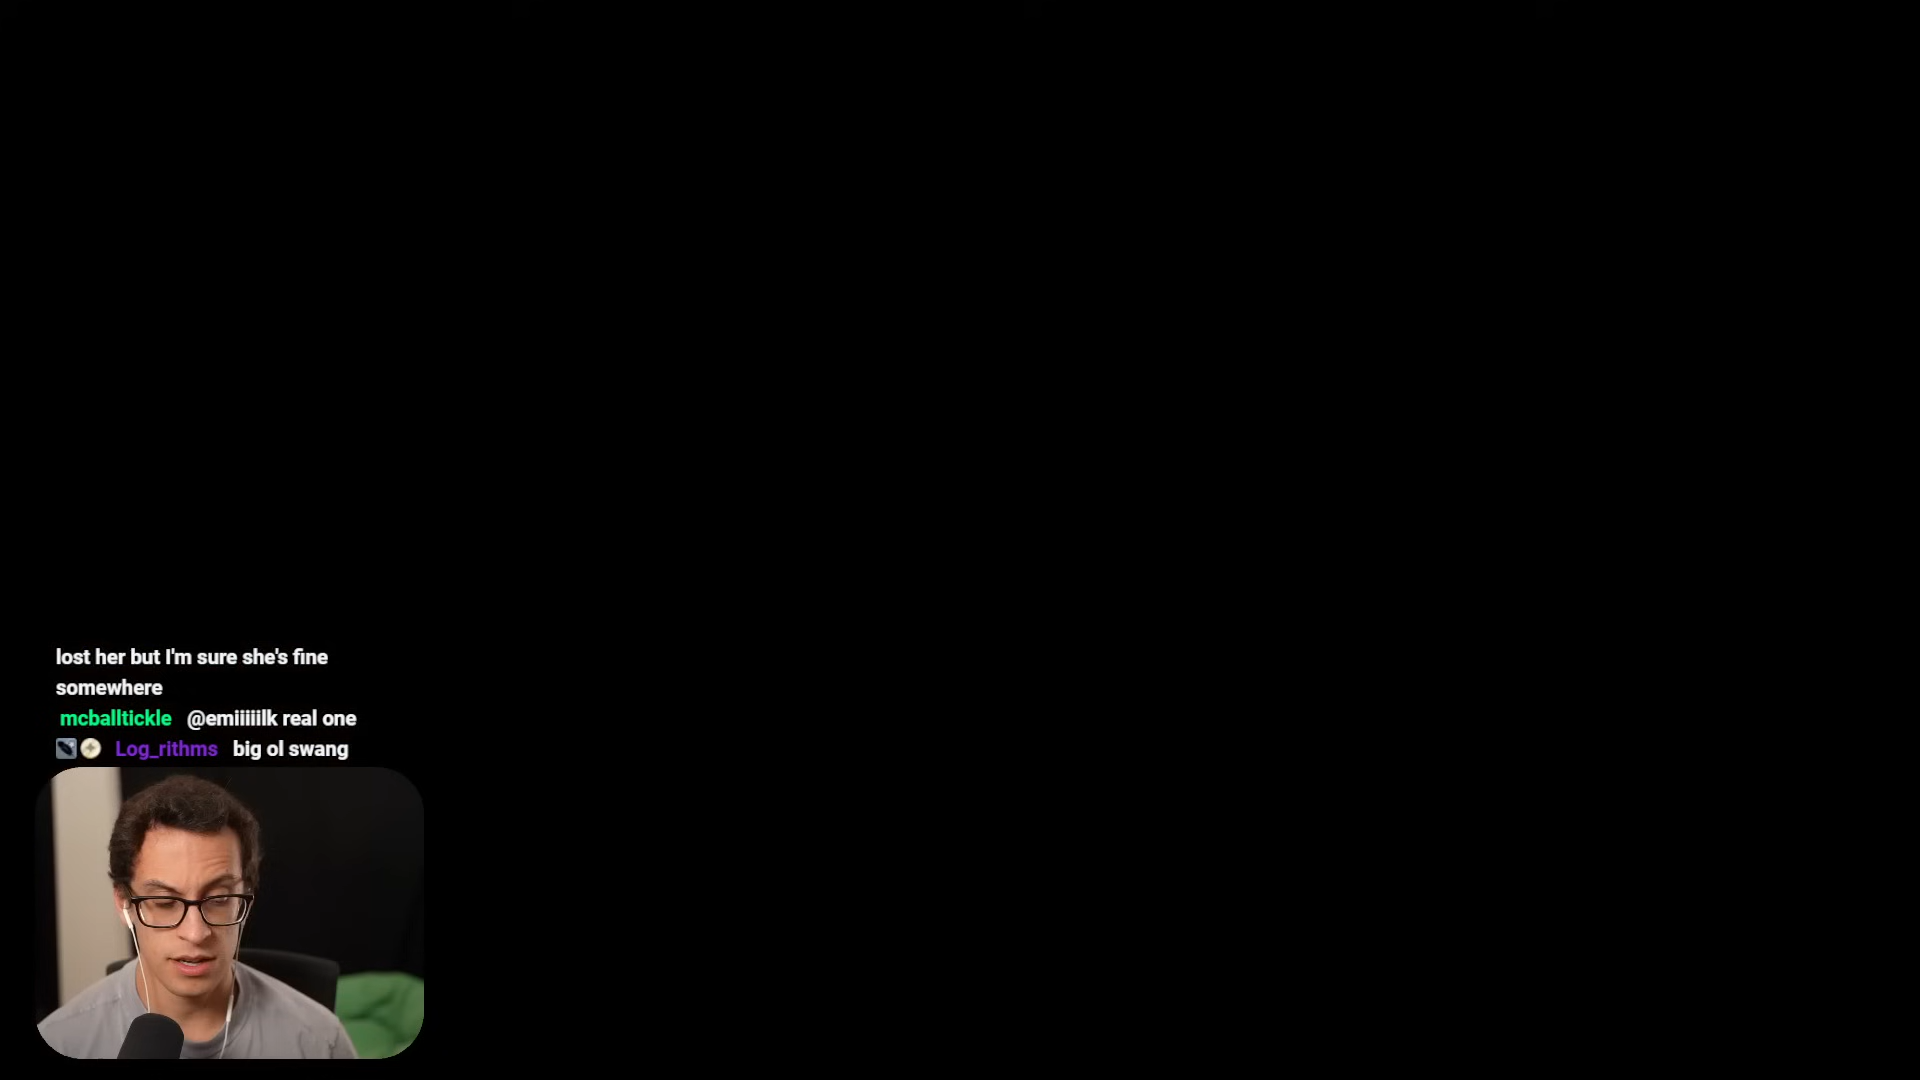 lost her but I'm sure she's fine
somewhere
mcballtickle @emiiiiilk real one
Log_rithms big ol swang